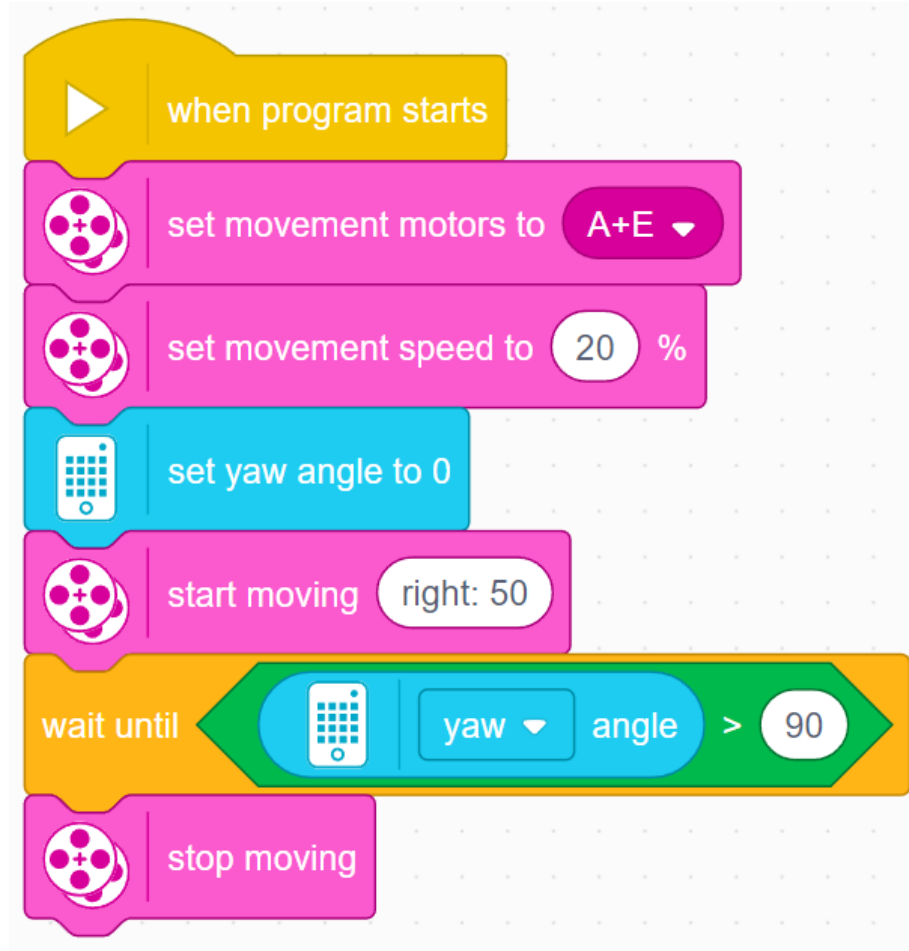 when program starts
set movement motors to A+E
set movement speed to 20 %
set yaw angle to 0
start moving right: 50
wait until yaw angle > 90
stop moving